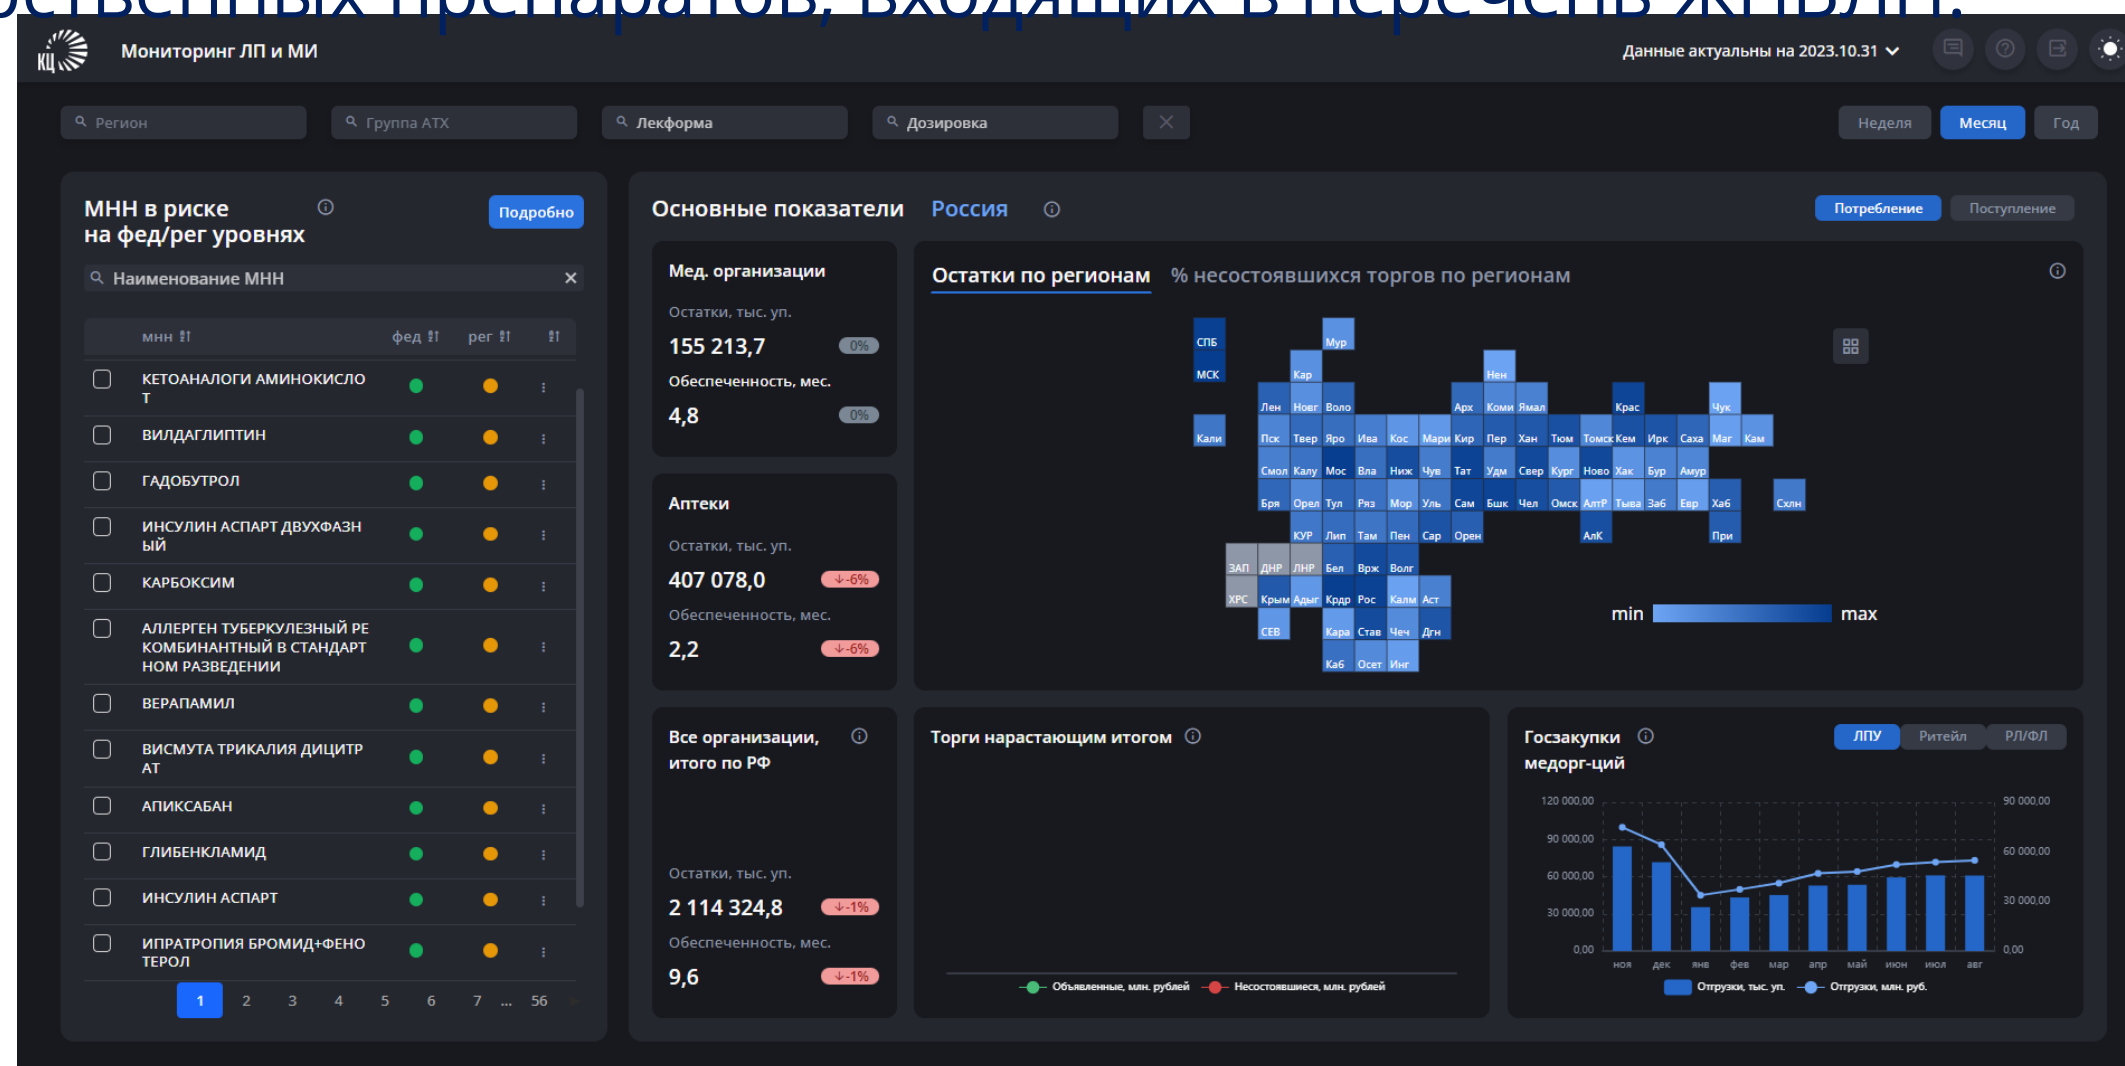 рственных препаратов, входящих в перечень ЖНВЛП.
КЦ
Мониторинг ЛП и МИ
Данные актуальны на 2023.10.31
Регион
Группа АТХ
Лекформа
Дозировка
Неделя
Месяц
Год
МНН в риске
на фед/рег уровнях
Подробно
Наименование МНН
мнн
фед
рег
КЕТОАНАЛОГИ АМИНОКИСЛО
Т
ВИЛДАГЛИПТИН
ГАДОБУТРОЛ
ИНСУЛИН АСПАРТ ДВУХФАЗН
ЫЙ
КАРБОКСИМ
АЛЛЕРГЕН ТУБЕРКУЛЕЗНЫЙ РЕ
КОМБИНАНТНЫЙ В СТАНДАРТ
НОМ РАЗВЕДЕНИИ
ВЕРАПАМИЛ
ВИСМУТА ТРИКАЛИЯ ДИЦИТР
АТ
АПИКСАБАН
ГЛИБЕНКЛАМИД
ИНСУЛИН АСПАРТ
ИПРАТРОПИЯ БРОМИД+ФЕНО
ТЕРОЛ
1 2 3 4 5 6 7 ... 56
Основные показатели Россия
Потребление
Поступление
Мед. организации
Остатки, тыс. уп.
155 213,7 0%
Обеспеченность, мес.
4,8 0%
Аптеки
Остатки, тыс. уп.
407 078,0 -6%
Обеспеченность, мес.
2,2 -6%
Все организации,
итого по РФ
Остатки, тыс. уп.
2 114 324,8 -1%
Обеспеченность, мес.
9,6 -1%
Остатки по регионам % несостоявшихся торгов по регионам
СПБ Мур
МСК Кар Нен
Лен Новг Воло Арх Коми Ямал Крас Чук
Кали Пск Твер Яро Ива Кос Мари Кир Пер Хан Тюм Томск Кем Ирк Саха Маг Кам
Смол Калу Мос Вла Ниж Чув Тат Удм Свер Кург Ново Хак Бур Амур
Бря Орел Тул Ряз Мор Уль Сам Бшк Чел Омск АлтР Тыва Заб Евр Хаб Схлн
КУР Лип Там Пен Сар Орен АлК При
ЗАП ДНР ЛНР Бел Врж Волг
ХРС Крым Адыг Крдр Рос Калм Аст
СЕВ Кара Став Чеч Дгн
Каб Осет Инг
min max
Торги нарастающим итогом
Объявленные, млн. рублей Несостоявшиеся, млн. рублей
Госзакупки
медорг-ций
ЛПУ Ритейл РЛ/ФЛ
120 000,00 90 000,00
90 000,00
60 000,00
60 000,00
30 000,00
30 000,00
0,00 0,00
ноя дек янв фев мар апр май июн июл авг
Отгрузки, тыс. уп. Отгрузки, млн. руб.